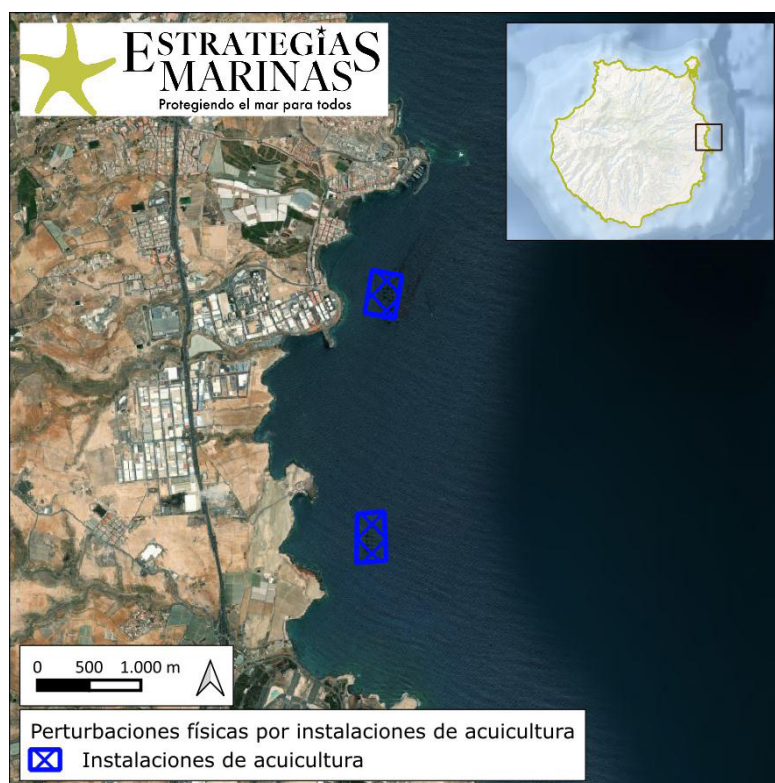 ESTRATEGIAS
MARINAS
Protegiendo el mar para todos
0 500 1.000 m
Perturbaciones físicas por instalaciones de acuicultura
Instalaciones de acuicultura